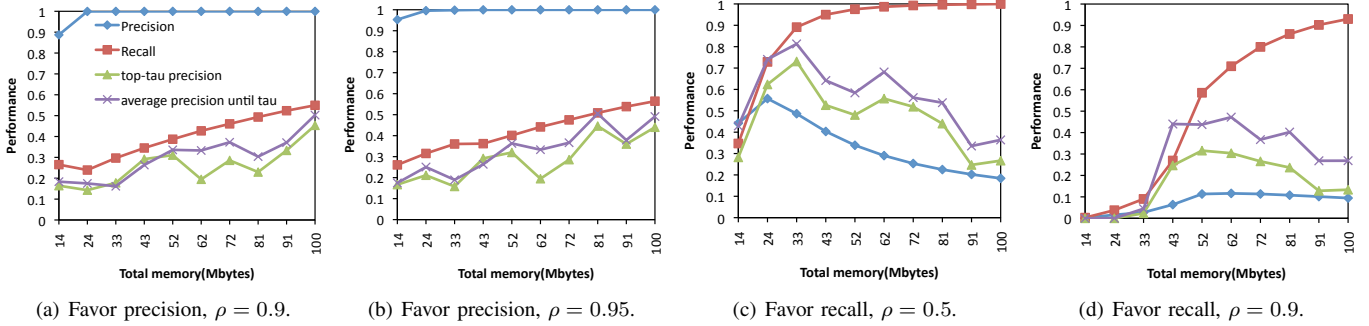 Performance
1
0.9
0.8
0.7
0.6
0.5
0.4
0.3
0.2
0.1
0
Precision
Recall
top-tau precision
average precision until tau
14 24 33 43 52 62 72 81 91 100
Total memory(Mbytes)
(a) Favor precision, ρ = 0.9.
Performance
1
0.9
0.8
0.7
0.6
0.5
0.4
0.3
0.2
0.1
0
14 24 33 43 52 62 72 81 91 100
Total memory(Mbytes)
(b) Favor precision, ρ = 0.95.
Performance
1
0.9
0.8
0.7
0.6
0.5
0.4
0.3
0.2
0.1
0
14 24 33 43 52 62 72 81 91 100
Total memory(Mbytes)
(c) Favor recall, ρ = 0.5.
Performance
1
0.9
0.8
0.7
0.6
0.5
0.4
0.3
0.2
0.1
0
14 24 33 43 52 62 72 81 91 100
Total memory(Mbytes)
(d) Favor recall, ρ = 0.9.